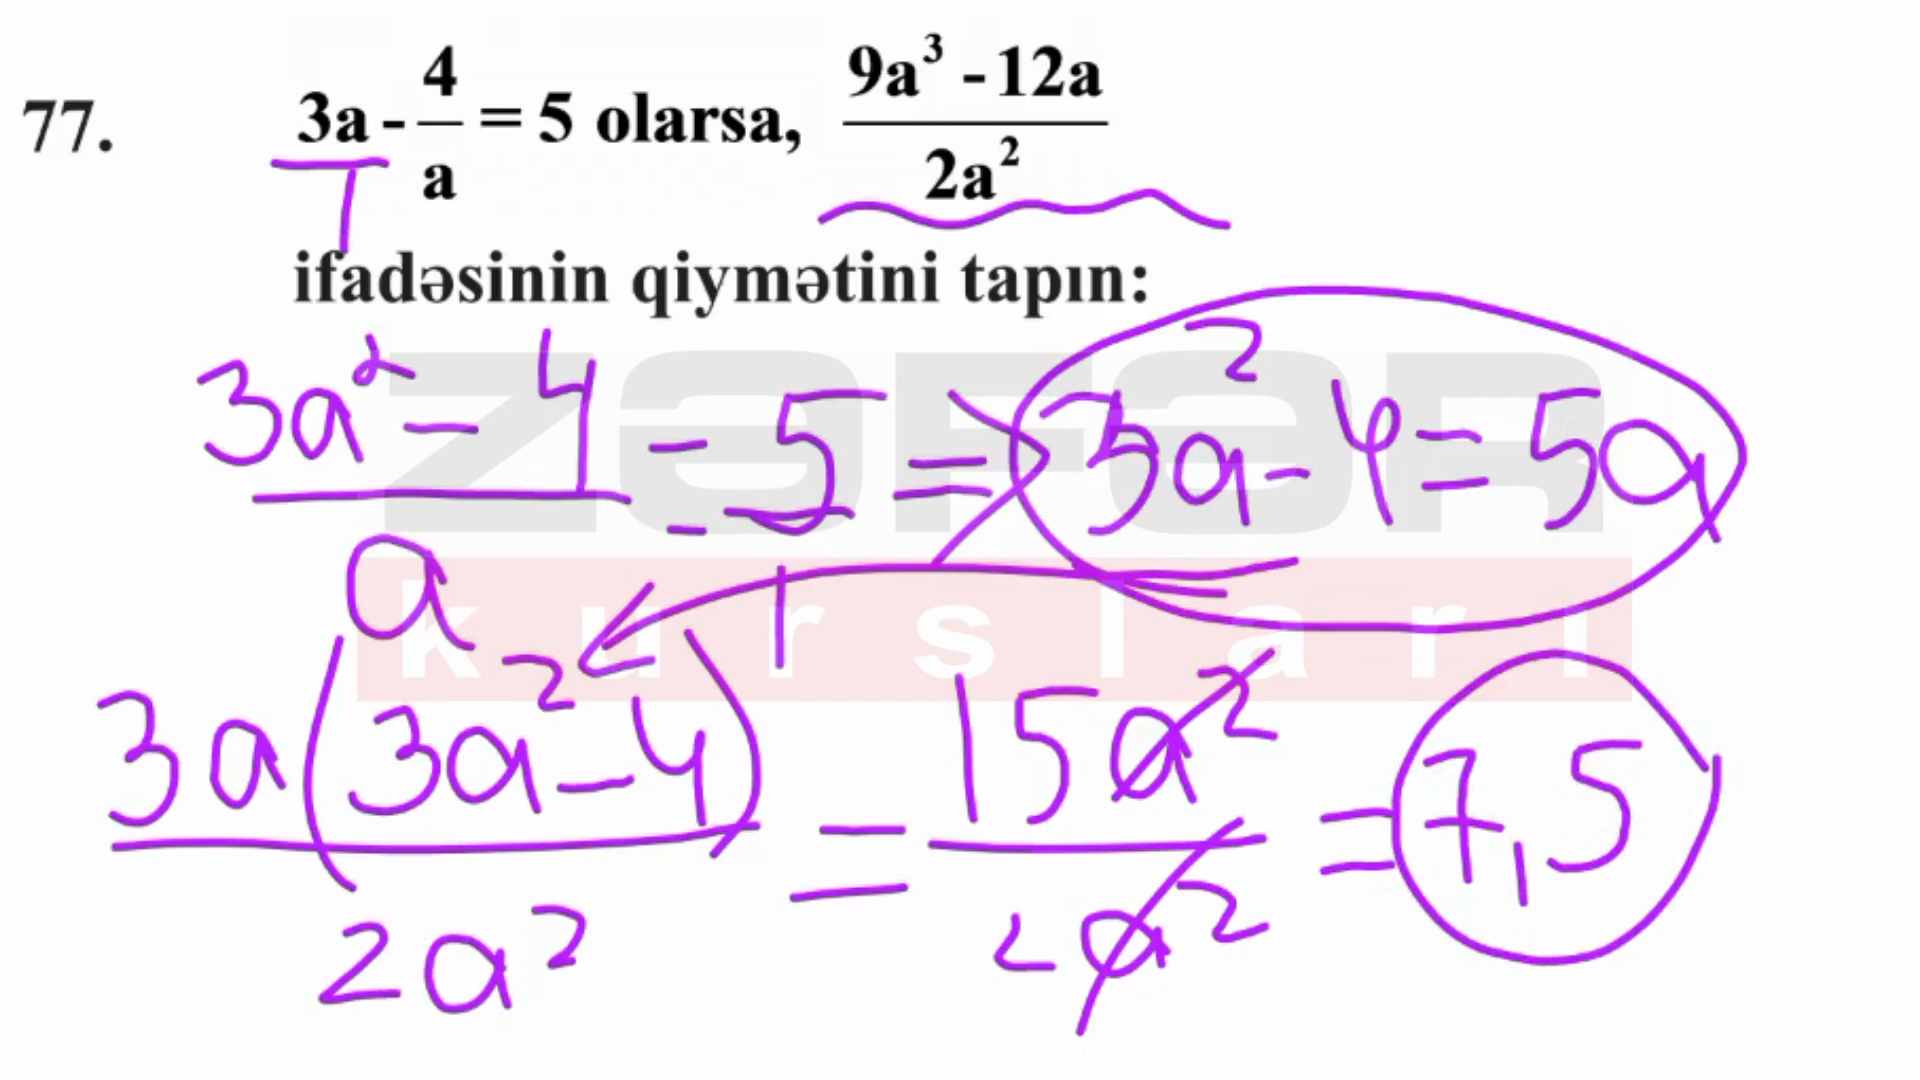 77. 3a - 4/a = 5 olarsa, (9a³ - 12a)/(2a²)
ifadəsinin qiymətini tapın:
(3a² - 4)/a = 5/1 => 3a² - 4 = 5a
3a(3a² - 4)/(2a²) = 15a²/(2a²) = 7,5
ZəFəR
kursları